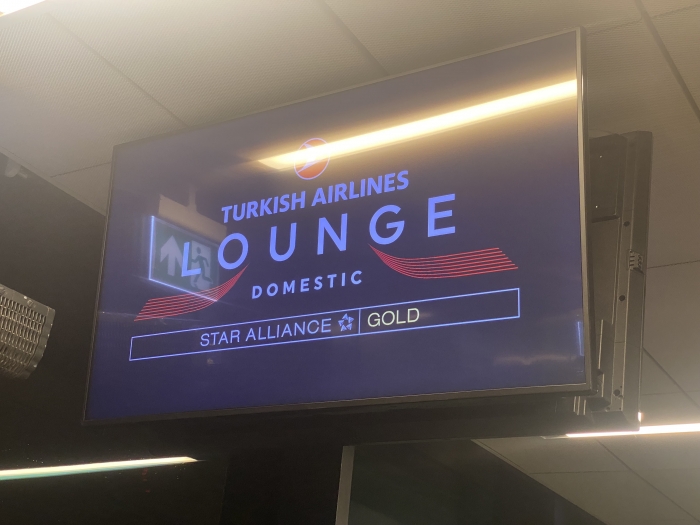 TURKISH AIRLINES
LOUNGE
DOMESTIC
STAR ALLIANCE GOLD